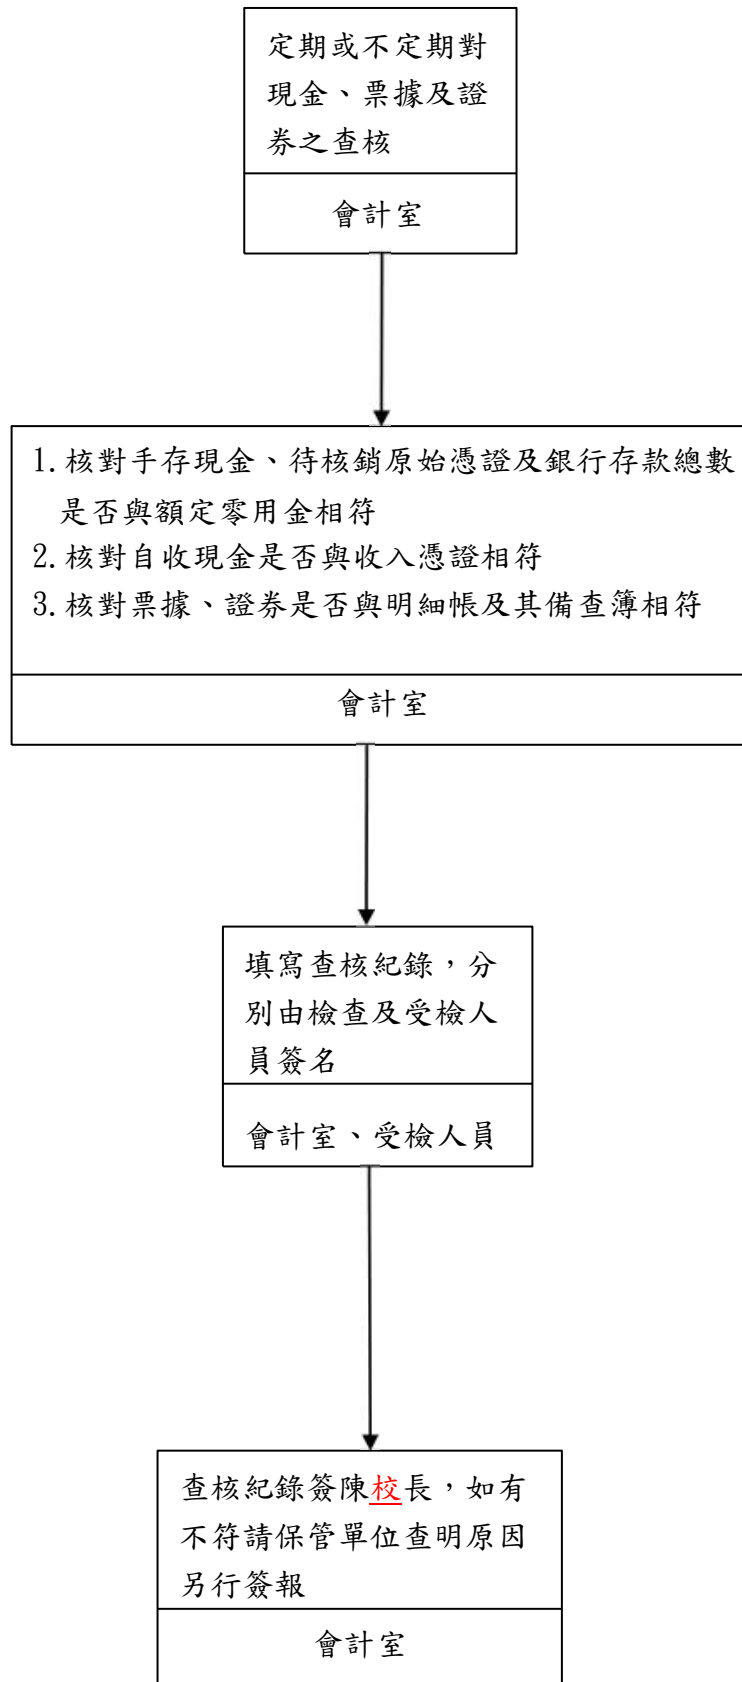 定期或不定期對
現金、票據及證
券之查核
會計室
1.核對手存現金、待核銷原始憑證及銀行存款總數
是否與額定零用金相符
2.核對自收現金是否與收入憑證相符
3.核對票據、證券是否與明細帳及其備查簿相符
會計室
填寫查核紀錄，分
別由檢查及受檢人
員簽名
會計室、受檢人員
查核紀錄簽陳校長，如有
不符請保管單位查明原因
另行簽報
會計室